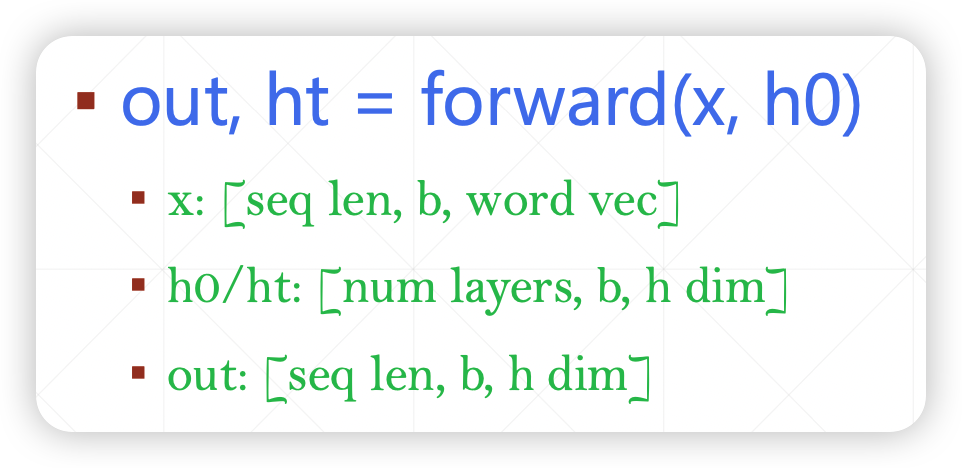 out, ht = forward(x, h0)
x: [seq len, b, word vec]
h0/ht: [num layers, b, h dim]
out: [seq len, b, h dim]